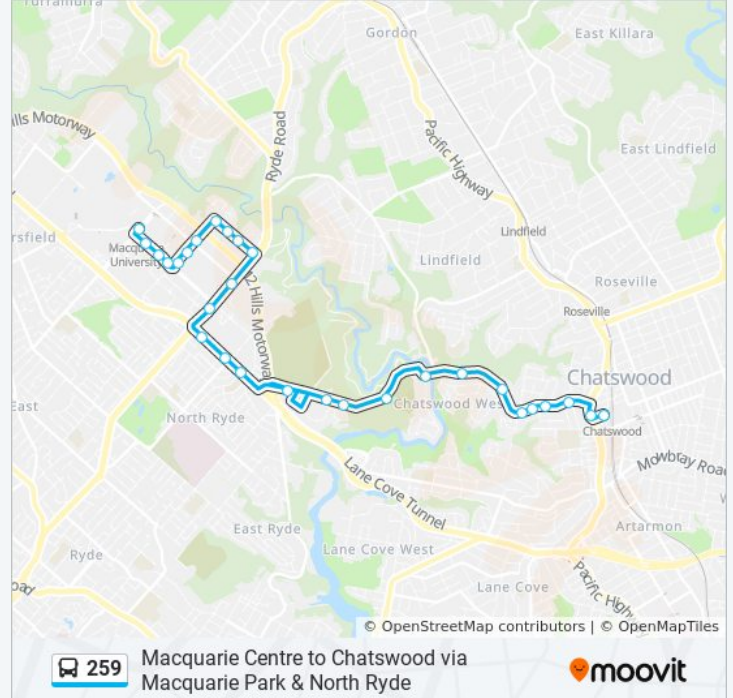 Turramurra
Gordon
East Killara
ills Motorway
Ryde Road
Pacific Highway
East Lindfield
Lindfield
rsfield
Macquarie
University
Lindfield
Roseville
2 Hills Motorway
Roseville
Chatswood
East
North Ryde
Chatswood West
Chatswood
Mowbray Road
Lane Cove Tunnel
East Ryde
Artarmon
Ryde
Lane Cove West
Lane Cove
Pacific High
oad
© OpenStreetMap contributors | © OpenMapTiles
259
Macquarie Centre to Chatswood via
Macquarie Park & North Ryde
moovit